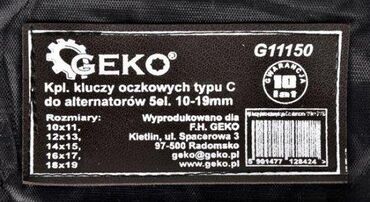 GEKO®
G11150
GWARANCJA
10
lat
Kpl. kluczy oczkowych typu C
do alternatorów 5el. 10-19mm
Rozmiary:
10x11,
12x13,
14x15,
16x17,
18x19
Wyprodukowano dla
F.H. GEKO
Kietlin, ul. Spacerowa 3
97-500 Radomsko
geko@geko.pl
www.geko.pl
5 901477 128424 >